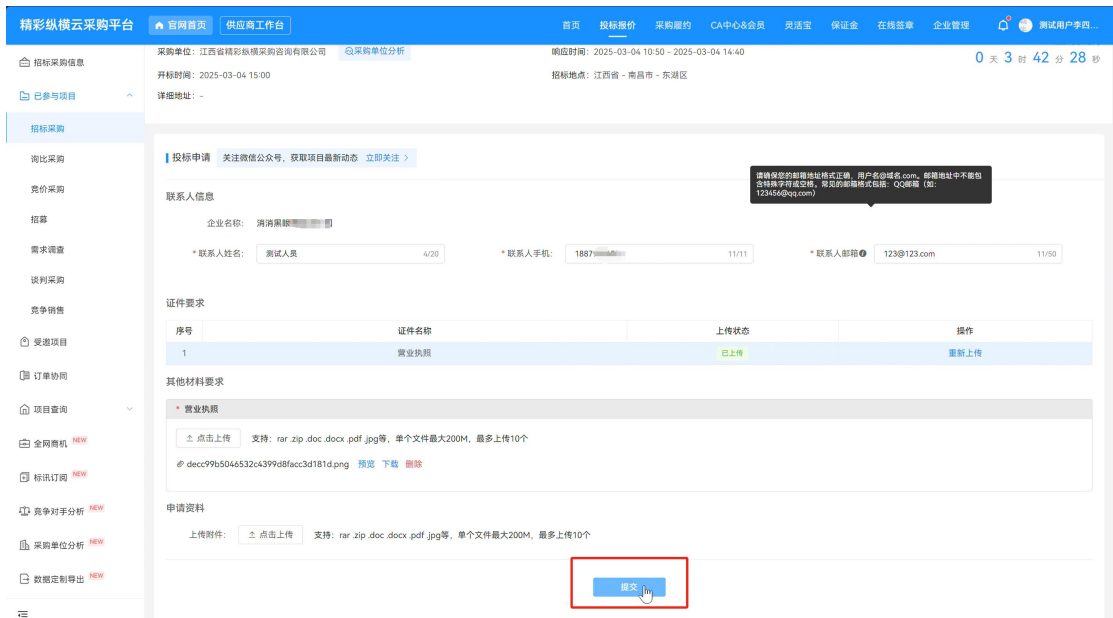 精彩纵横云采购平台 官网首页 供应商工作台 首页 投标报价 采购履约 CA中心&会员 灵活宝 保证金 在线签章 企业管理 测试用户李四...
招标采购信息
已参与项目
招标采购
询比采购
竞价采购
招募
需求调查
谈判采购
竞争销售
受邀项目
订单协同
项目查询
全网商机 NEW
标讯订阅 NEW
竞争对手分析 NEW
采购单位分析 NEW
数据定制导出 NEW
采购单位：江西省精彩纵横采购咨询有限公司 采购单位分析 响应时间：2025-03-04 10:50 - 2025-03-04 14:40
0 天 3 时 42 分 28 秒
开标时间：2025-03-04 15:00 招标地点：江西省 - 南昌市 - 东湖区
详细地址：-
投标申请 关注微信公众号，获取项目最新动态 立即关注 >
请确保您的邮箱地址格式正确，用户名@域名.com。邮箱地址中不能包
含特殊字符或空格。常见的邮箱格式包括：QQ邮箱（如：
123456@qq.com）
联系人信息
企业名称： 消消黑眼
* 联系人姓名： 测试人员 4/20 * 联系人手机： 1887 11/11 * 联系人邮箱 123@123.com 11/50
证件要求
序号 证件名称 上传状态 操作
1 营业执照 已上传 重新上传
其他材料要求
* 营业执照
点击上传 支持：rar .zip .doc .docx .pdf .jpg等，单个文件最大200M，最多上传10个
decc99b5046532c4399d8facc3d181d.png 预览 下载 删除
申请资料
上传附件： 点击上传 支持：rar .zip .doc .docx .pdf .jpg等，单个文件最大200M，最多上传10个
提交